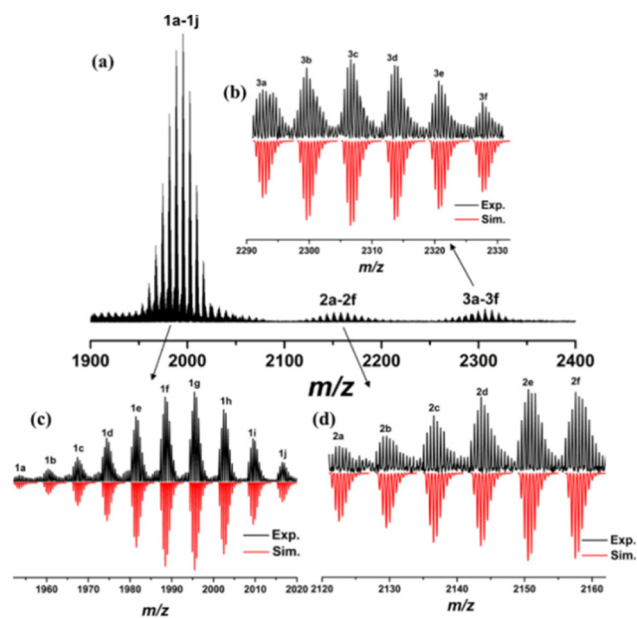 1a-1j
(a)
(b)
3a 3b 3c 3d 3e 3f
Exp.
Sim.
2290 2300 2310 2320 2330
m/z
2a-2f
3a-3f
1900 2000 2100 2200 2300 2400
m/z
(c)
1a 1b 1c 1d 1e 1f 1g 1h 1i 1j
Exp.
Sim.
1960 1970 1980 1990 2000 2010 2020
m/z
(d)
2a 2b 2c 2d 2e 2f
Exp.
Sim.
2120 2130 2140 2150 2160
m/z